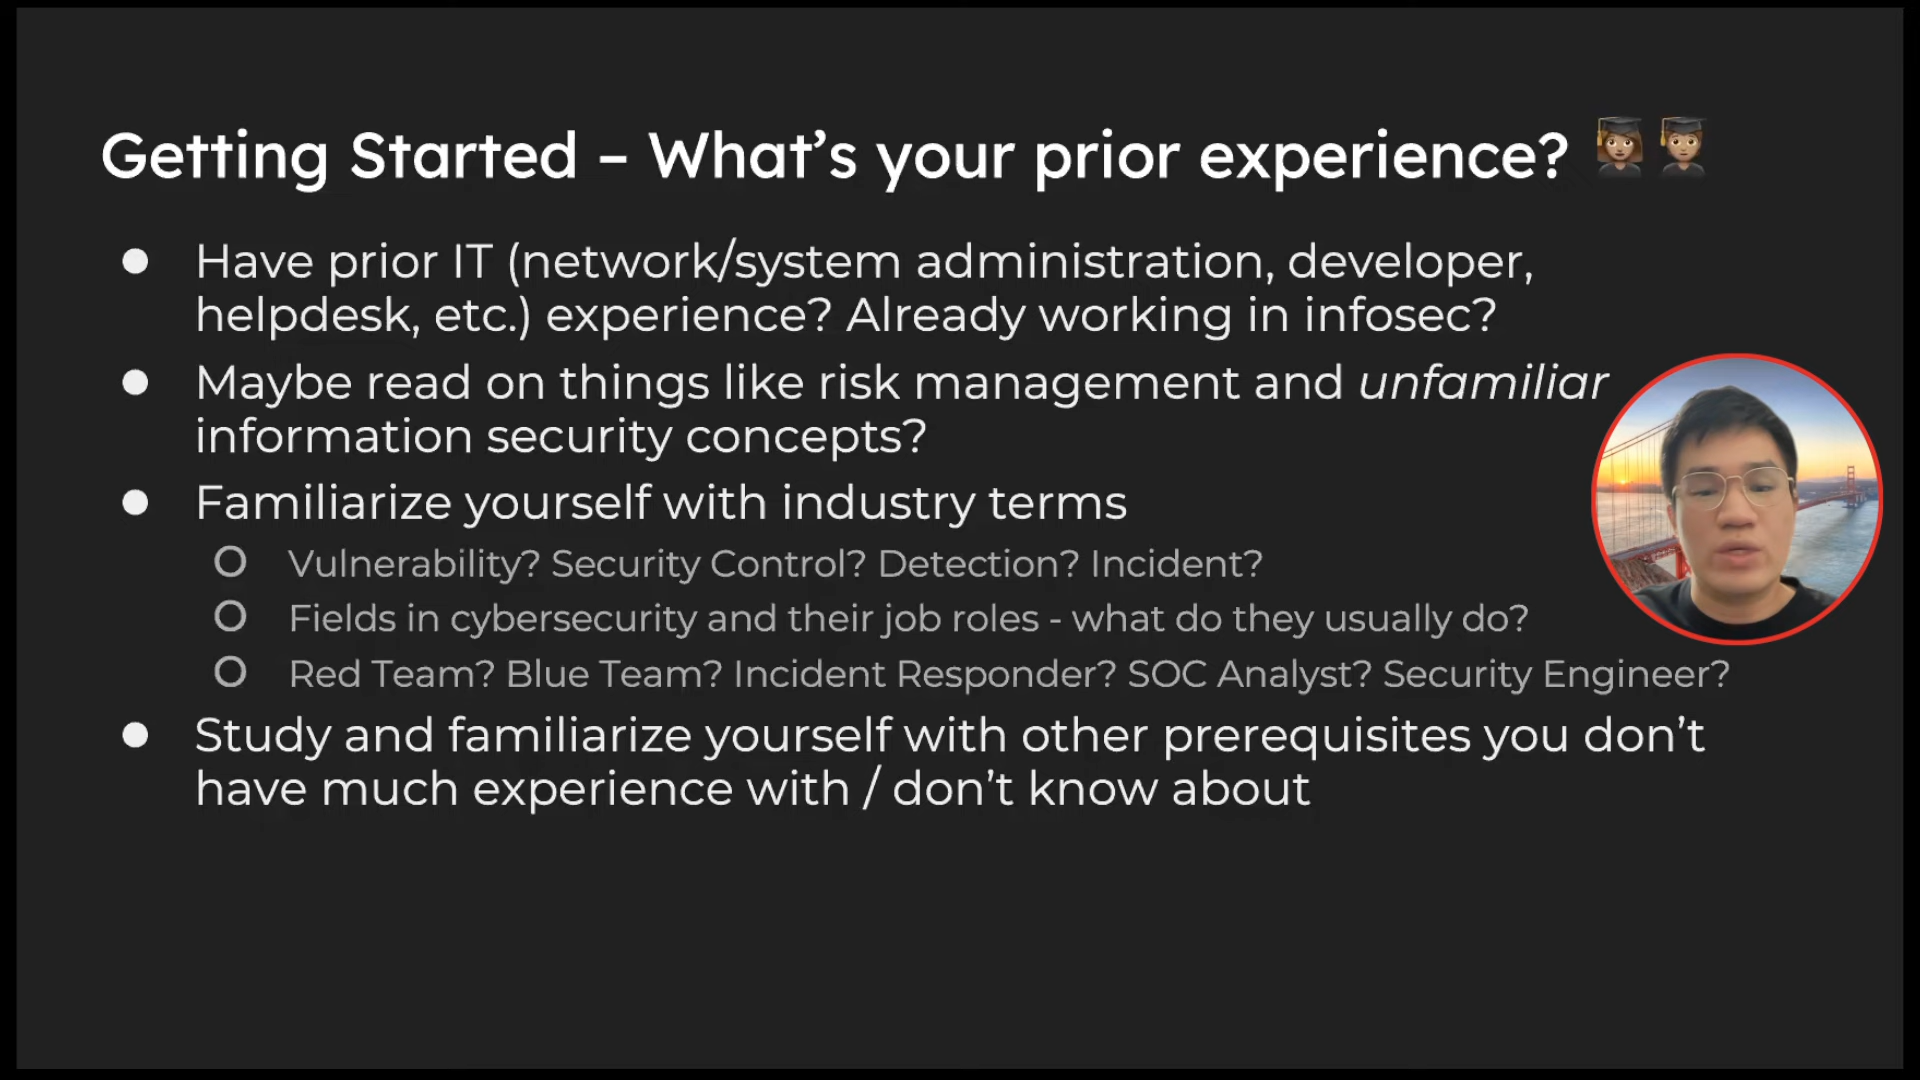 Getting Started – What’s your prior experience? 👩🏽‍🎓🧑🏽‍🎓
● Have prior IT (network/system administration, developer,
helpdesk, etc.) experience? Already working in infosec?
● Maybe read on things like risk management and unfamiliar
information security concepts?
● Familiarize yourself with industry terms
○ Vulnerability? Security Control? Detection? Incident?
○ Fields in cybersecurity and their job roles - what do they usually do?
○ Red Team? Blue Team? Incident Responder? SOC Analyst? Security Engineer?
● Study and familiarize yourself with other prerequisites you don’t
have much experience with / don’t know about